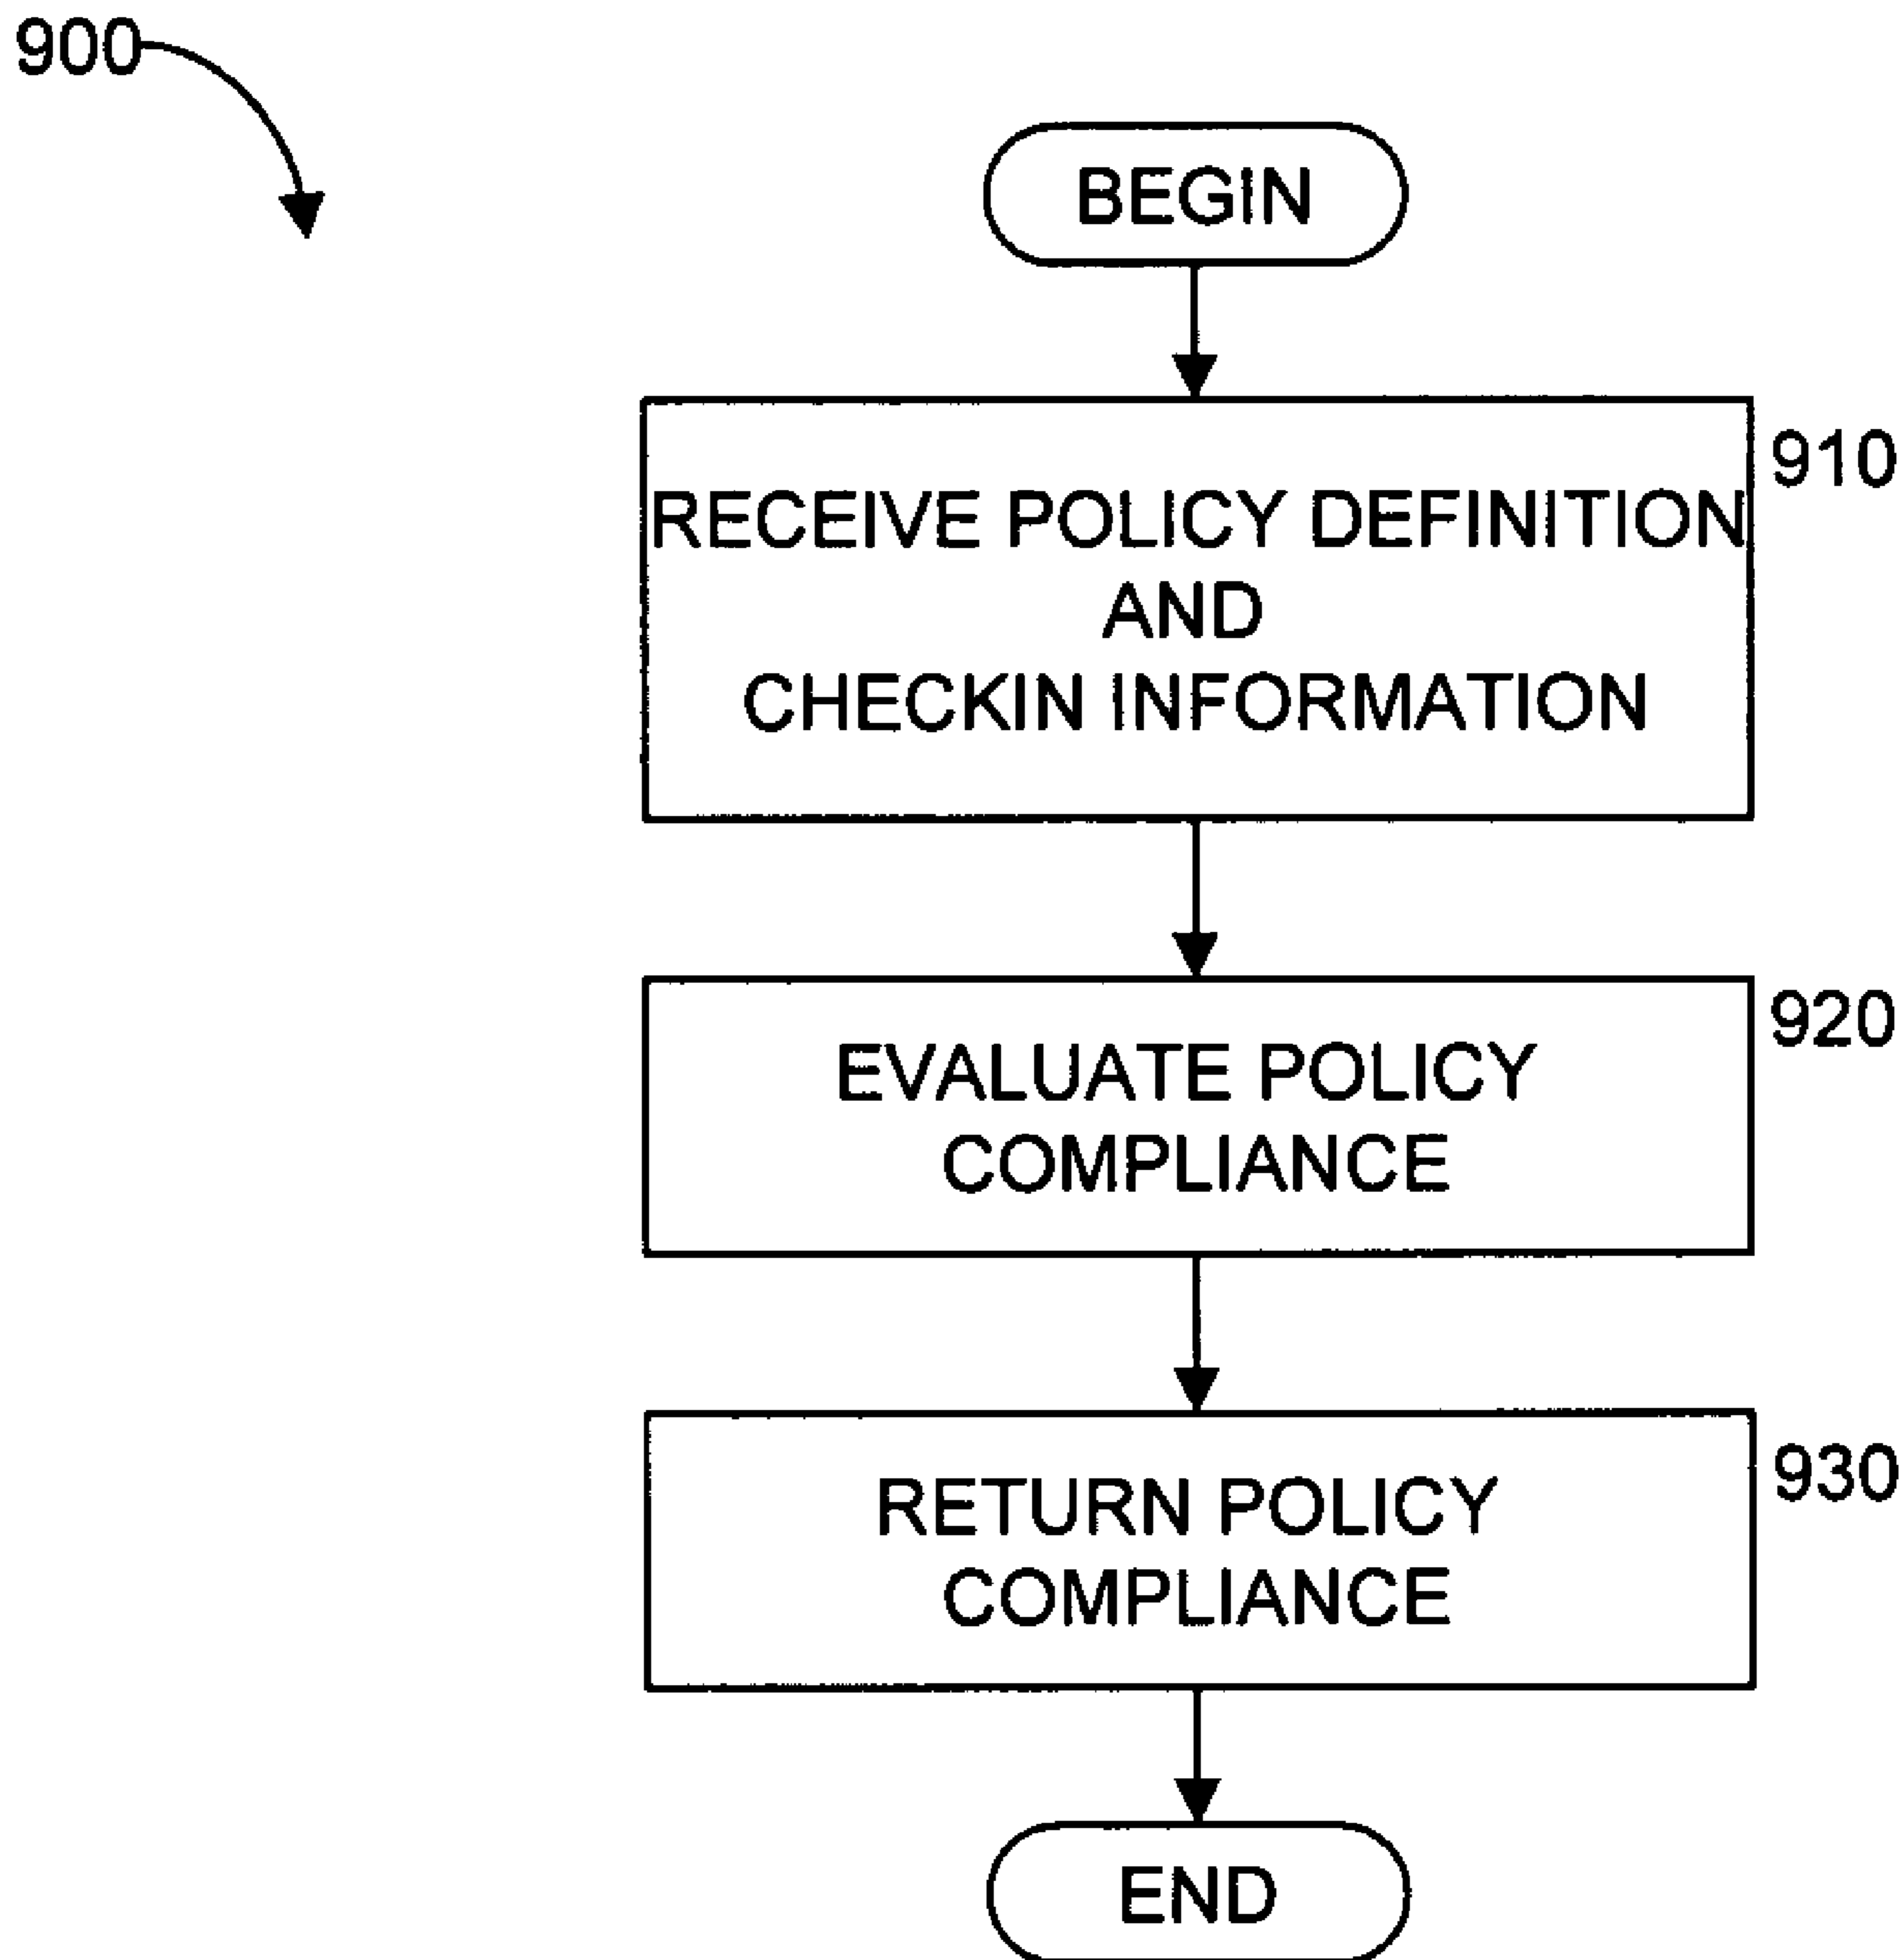 900
BEGIN
910
RECEIVE POLICY DEFINITION
AND
CHECKIN INFORMATION
920
EVALUATE POLICY
COMPLIANCE
930
RETURN POLICY
COMPLIANCE
END